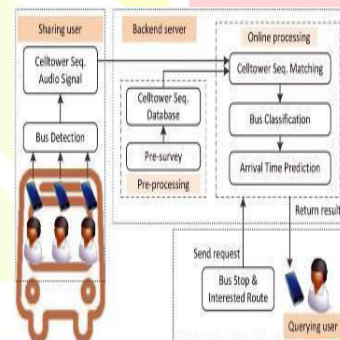 Sharing user
Celltower Seq.
Audio Signal
Bus Detection
Backend server
Celltower Seq.
Database
Pre-survey
Pre-processing
Online processing
Celltower Seq. Matching
Bus Classification
Arrival Time Prediction
Return result
Send request
Bus Stop &
Interested Route
Querying user